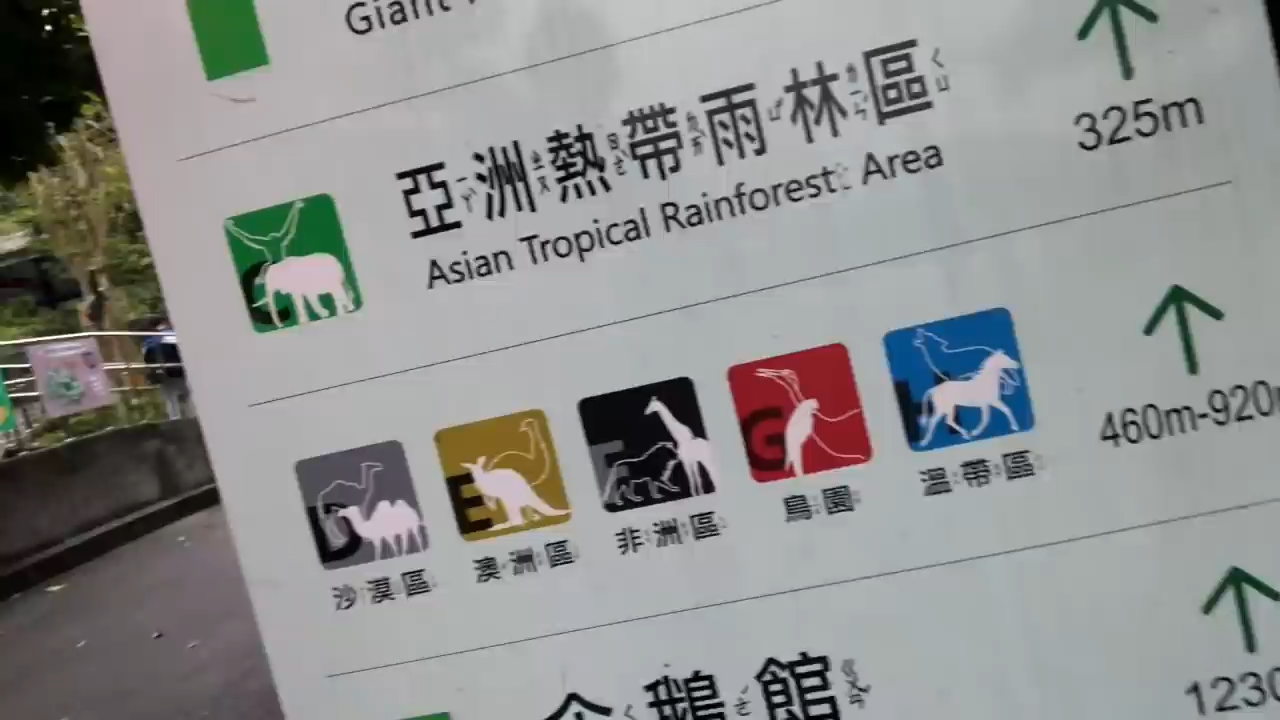 Giant
亞洲熱帶雨林區
Asian Tropical Rainforest Area
325m
C
D E F G H
沙漠區 澳洲區 非洲區 鳥園 溫帶區
460m-920
企鵝館
1230